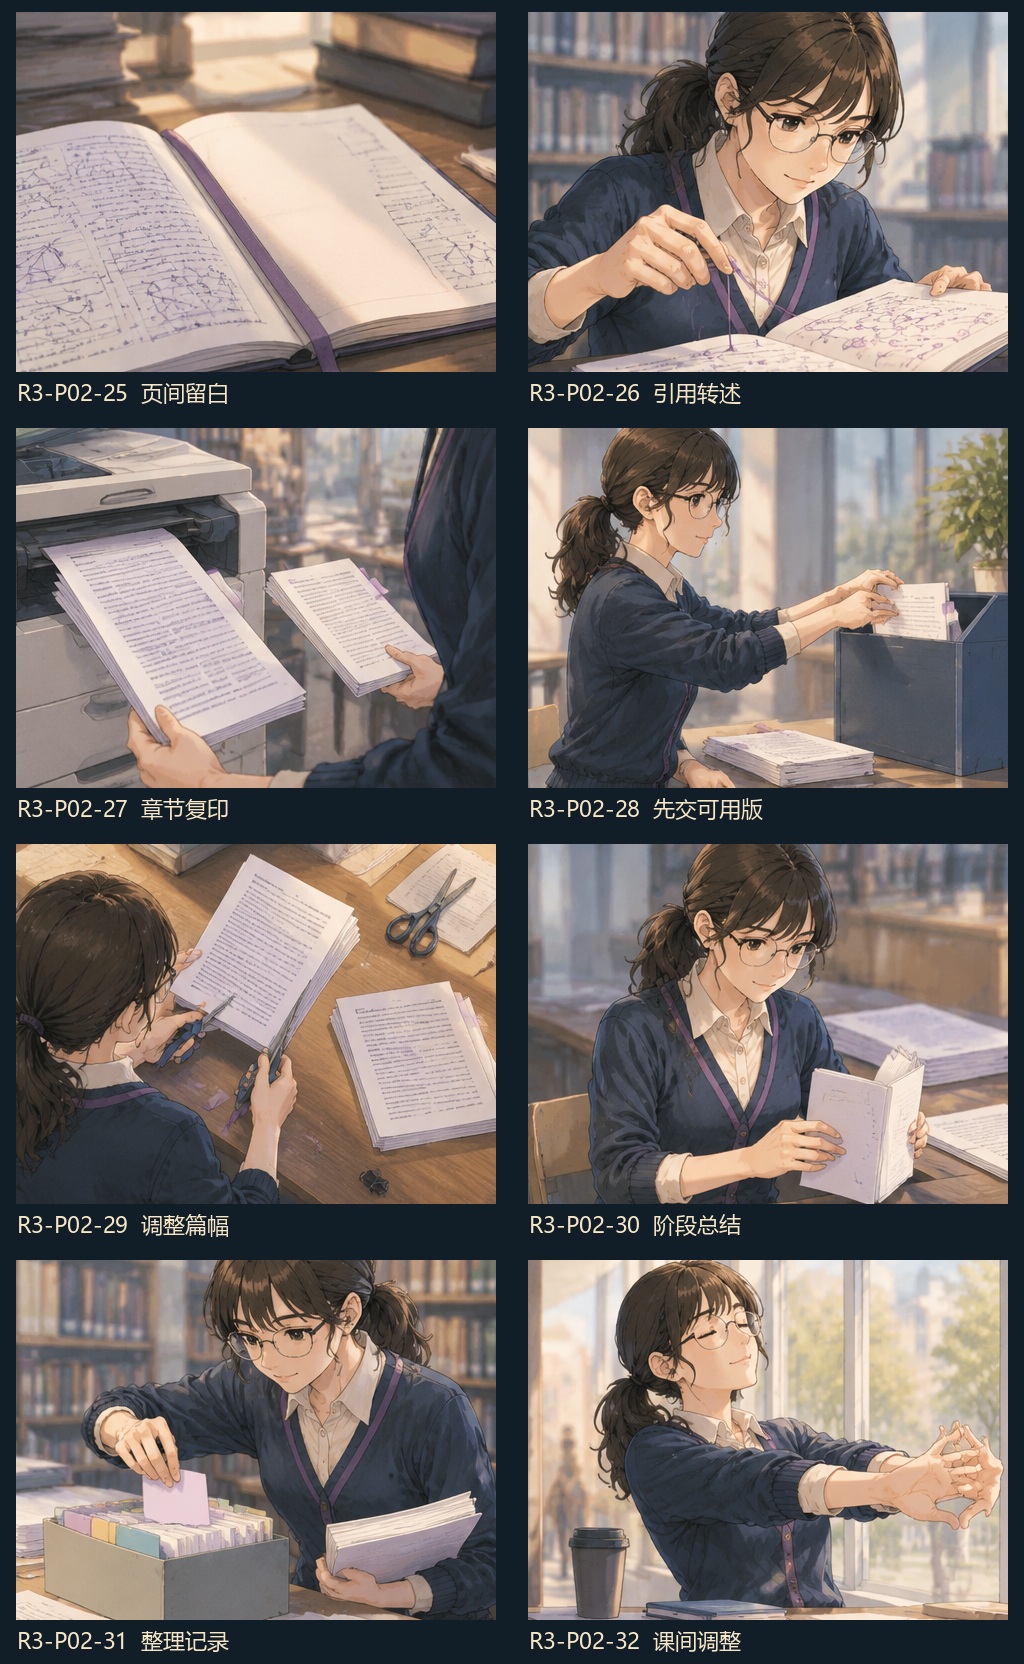 R3-P02-25 页间留白
R3-P02-26 引用转述
R3-P02-27 章节复印
R3-P02-28 先交可用版
R3-P02-29 调整篇幅
R3-P02-30 阶段总结
R3-P02-31 整理记录
R3-P02-32 课间调整